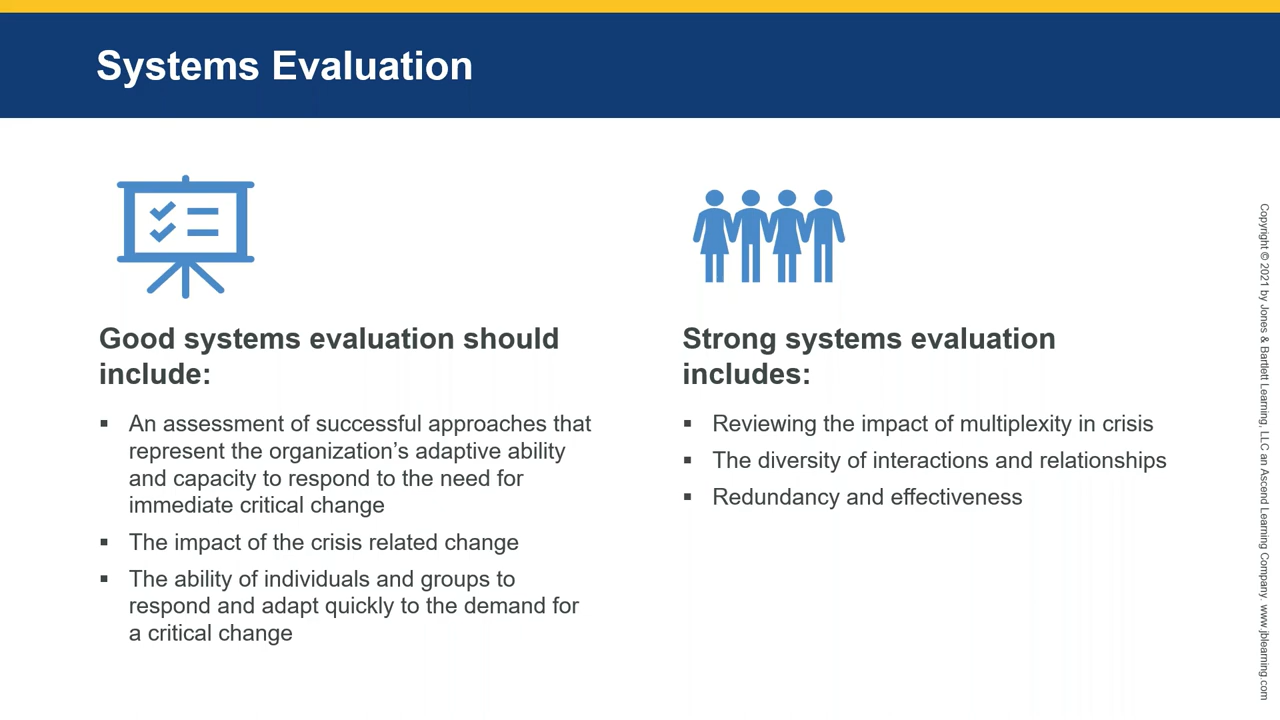 Systems Evaluation
Good systems evaluation should
include:
▪ An assessment of successful approaches that
represent the organization’s adaptive ability
and capacity to respond to the need for
immediate critical change
▪ The impact of the crisis related change
▪ The ability of individuals and groups to
respond and adapt quickly to the demand for
a critical change
Strong systems evaluation
includes:
▪ Reviewing the impact of multiplexity in crisis
▪ The diversity of interactions and relationships
▪ Redundancy and effectiveness
Copyright © 2021 by Jones & Bartlett Learning, LLC an Ascend Learning Company. www.jblearning.com